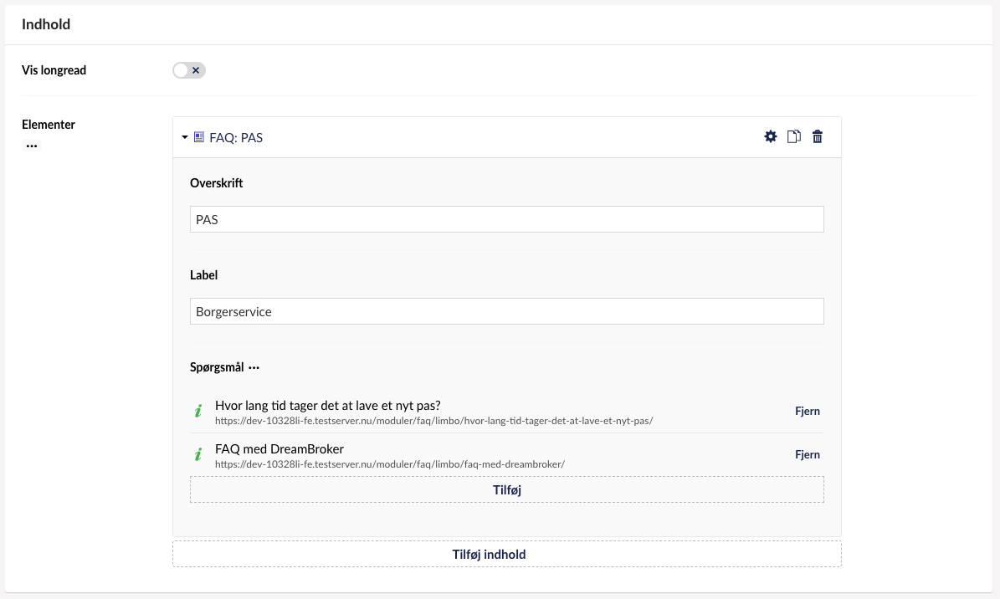 Indhold
Vis longread
Elementer
FAQ: PAS
Overskrift
PAS
Label
Borgerservice
Spørgsmål
Hvor lang tid tager det at lave et nyt pas?
https://dev-10328li-fe.testserver.nu/moduler/faq/limbo/hvor-lang-tid-tager-det-at-lave-et-nyt-pas/
Fjern
FAQ med DreamBroker
https://dev-10328li-fe.testserver.nu/moduler/faq/limbo/faq-med-dreambroker/
Fjern
Tilføj
Tilføj indhold